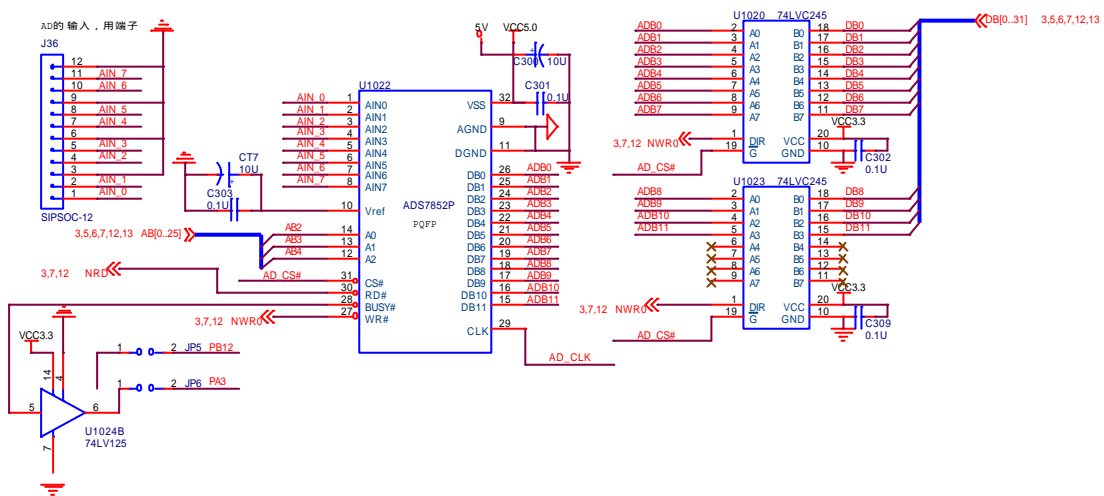 AD的 输入，用端子
J36
12
11 AIN_7
10 AIN_6
9
8 AIN_5
7 AIN_4
6
5 AIN_3
4 AIN_2
3
2 AIN_1
1 AIN_0
SIPSOC-12
5V VCC5.0
C300 10U
C301
0.1U
CT7
10U
C303
0.1U
U1022
AIN_0 1 AIN0
AIN_1 2 AIN1
AIN_2 3 AIN2
AIN_3 4 AIN3
AIN_4 5 AIN4
AIN_5 6 AIN5
AIN_6 7 AIN6
AIN_7 8 AIN7
10 Vref
AB2 14 A0
AB3 13 A1
AB4 12 A2
3,5,6,7,12,13 AB[0..25]
AD_CS# 31 CS#
3,7,12 NRD 30 RD#
28 BUSY#
3,7,12 NWR0 27 WR#
ADS7852P
PQFP
VSS 32
AGND 9
DGND 11
DB0 26 ADB0
DB1 25 ADB1
DB2 24 ADB2
DB3 23 ADB3
DB4 22 ADB4
DB5 21 ADB5
DB6 20 ADB6
DB7 19 ADB7
DB8 18 ADB8
DB9 17 ADB9
DB10 16 ADB10
DB11 15 ADB11
CLK 29
AD_CLK
VCC3.3
14 4
5 6
7
U1024B
74LV125
1 2 JP5 PB12
1 2 JP6 PA3
U1020 74LVC245
ADB0 2 A0 B0 18 DB0
ADB1 3 A1 B1 17 DB1
ADB2 4 A2 B2 16 DB2
ADB3 5 A3 B3 15 DB3
ADB4 6 A4 B4 14 DB4
ADB5 7 A5 B5 13 DB5
ADB6 8 A6 B6 12 DB6
ADB7 9 A7 B7 11 DB7
3,7,12 NWR0 1 DIR VCC 20 VCC3.3
AD_CS# 19 G GND 10
C302
0.1U
DB[0..31] 3,5,6,7,12,13
U1023 74LVC245
ADB8 2 A0 B0 18 DB8
ADB9 3 A1 B1 17 DB9
ADB10 4 A2 B2 16 DB10
ADB11 5 A3 B3 15 DB11
6 A4 B4 14
7 A5 B5 13
8 A6 B6 12
9 A7 B7 11
3,7,12 NWR0 1 DIR VCC 20 VCC3.3
AD_CS# 19 G GND 10
C309
0.1U